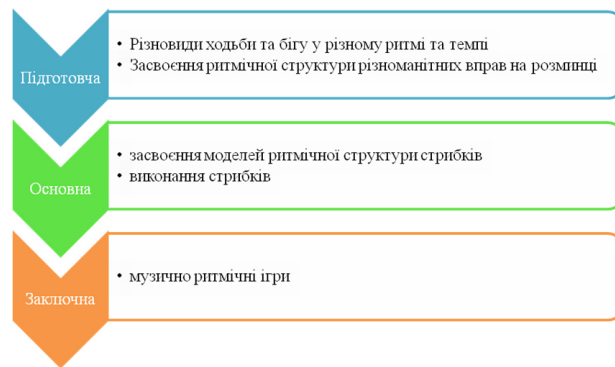 Підготовча
• Різновиди ходьби та бігу у різному ритмі та темпі
• Засвоєння ритмічної структури різноманітних вправ на розминці
Основна
• засвоєння моделей ритмічної структури стрибків
• виконання стрибків
Заключна
• музично ритмічні ігри